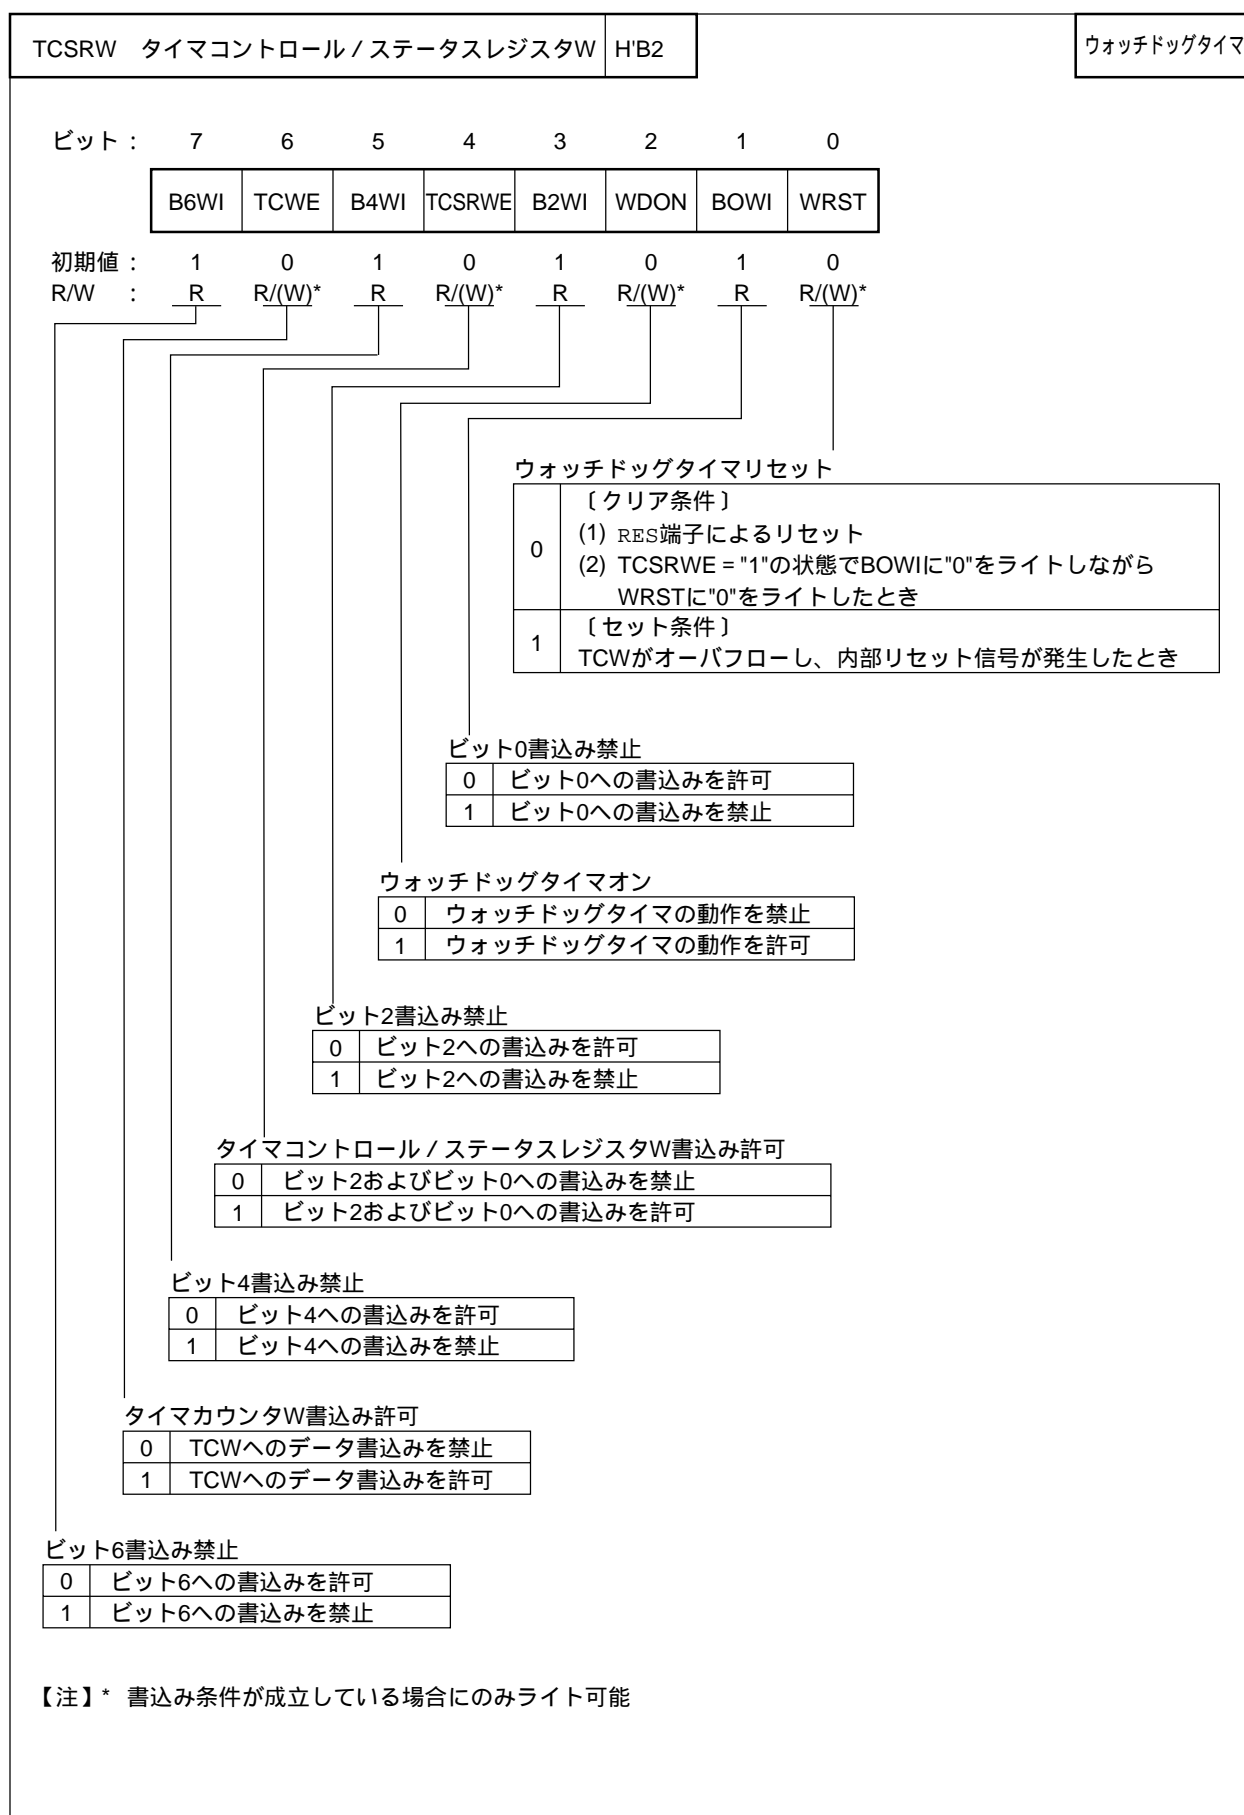 TCSRW タイマコントロール / ステータスレジスタW H'B2 ウォッチドッグタイマ
ビット : 7 6 5 4 3 2 1 0
B6WI TCWE B4WI TCSRWE B2WI WDON BOWI WRST
初期値 : 1 0 1 0 1 0 1 0
R/W : R R/(W)* R R/(W)* R R/(W)* R R/(W)*
ウォッチドッグタイマリセット
0 〔クリア条件〕
(1) RES端子によるリセット
(2) TCSRWE = "1"の状態でBOWIに"0"をライトしながら
WRSTに"0"をライトしたとき
1 〔セット条件〕
TCWがオーバフローし、内部リセット信号が発生したとき
ビット0書込み禁止
0 ビット0への書込みを許可
1 ビット0への書込みを禁止
ウォッチドッグタイマオン
0 ウォッチドッグタイマの動作を禁止
1 ウォッチドッグタイマの動作を許可
ビット2書込み禁止
0 ビット2への書込みを許可
1 ビット2への書込みを禁止
タイマコントロール / ステータスレジスタW書込み許可
0 ビット2およびビット0への書込みを禁止
1 ビット2およびビット0への書込みを許可
ビット4書込み禁止
0 ビット4への書込みを許可
1 ビット4への書込みを禁止
タイマカウンタW書込み許可
0 TCWへのデータ書込みを禁止
1 TCWへのデータ書込みを許可
ビット6書込み禁止
0 ビット6への書込みを許可
1 ビット6への書込みを禁止
【注】* 書込み条件が成立している場合にのみライト可能